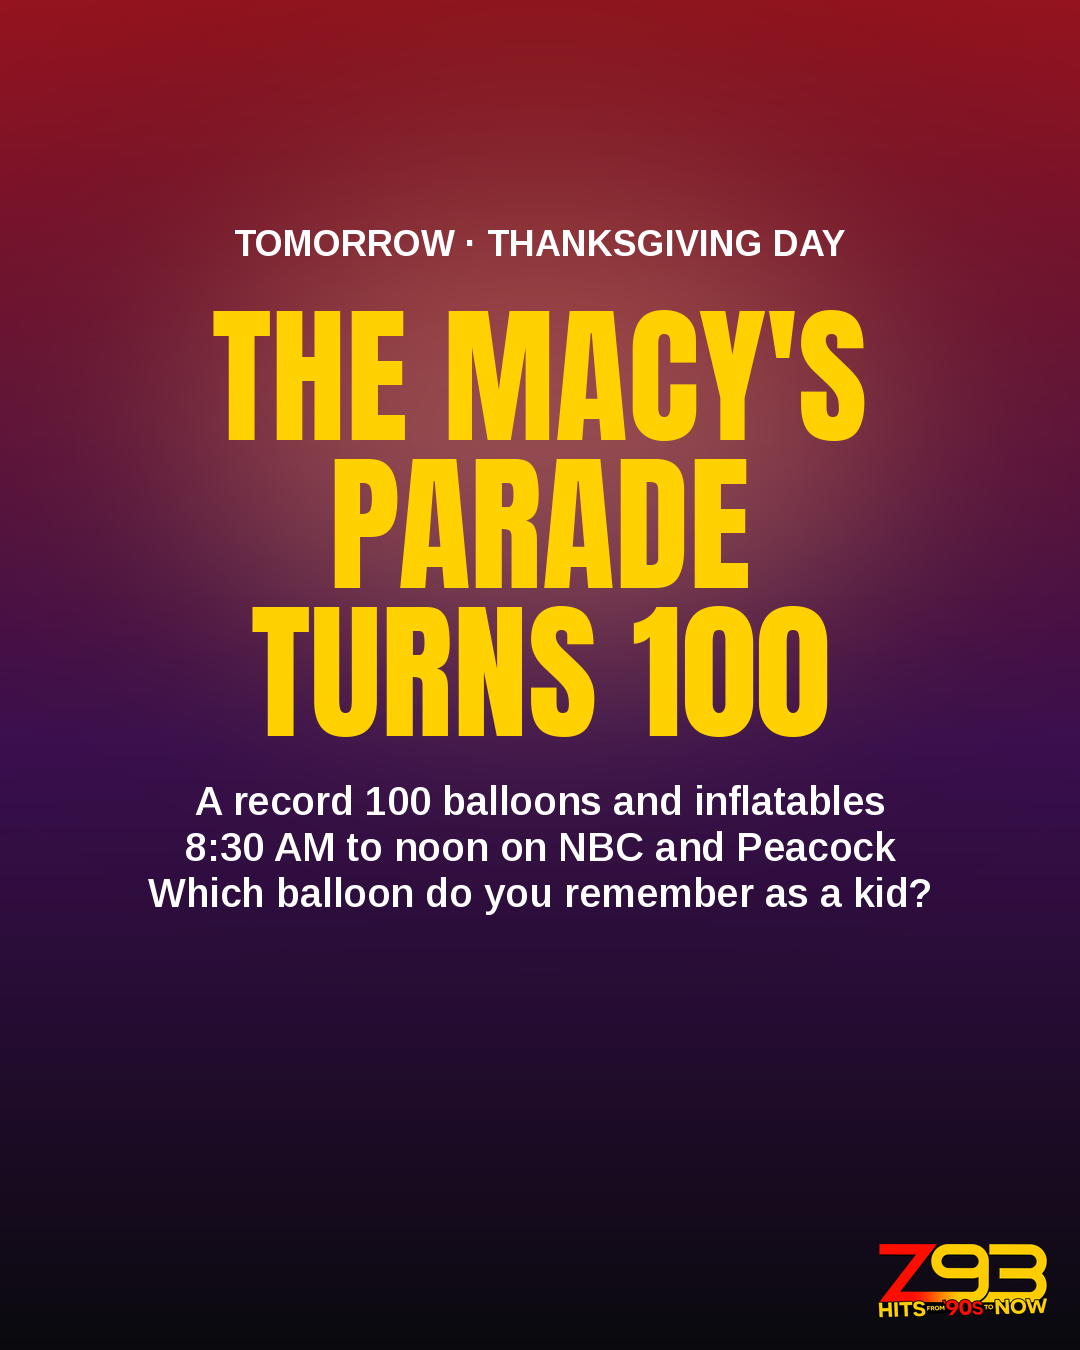 TOMORROW · THANKSGIVING DAY
THE MACY'S
PARADE
TURNS 100
A record 100 balloons and inflatables
8:30 AM to noon on NBC and Peacock
Which balloon do you remember as a kid?
Z93
HITS FROM '90S TO NOW